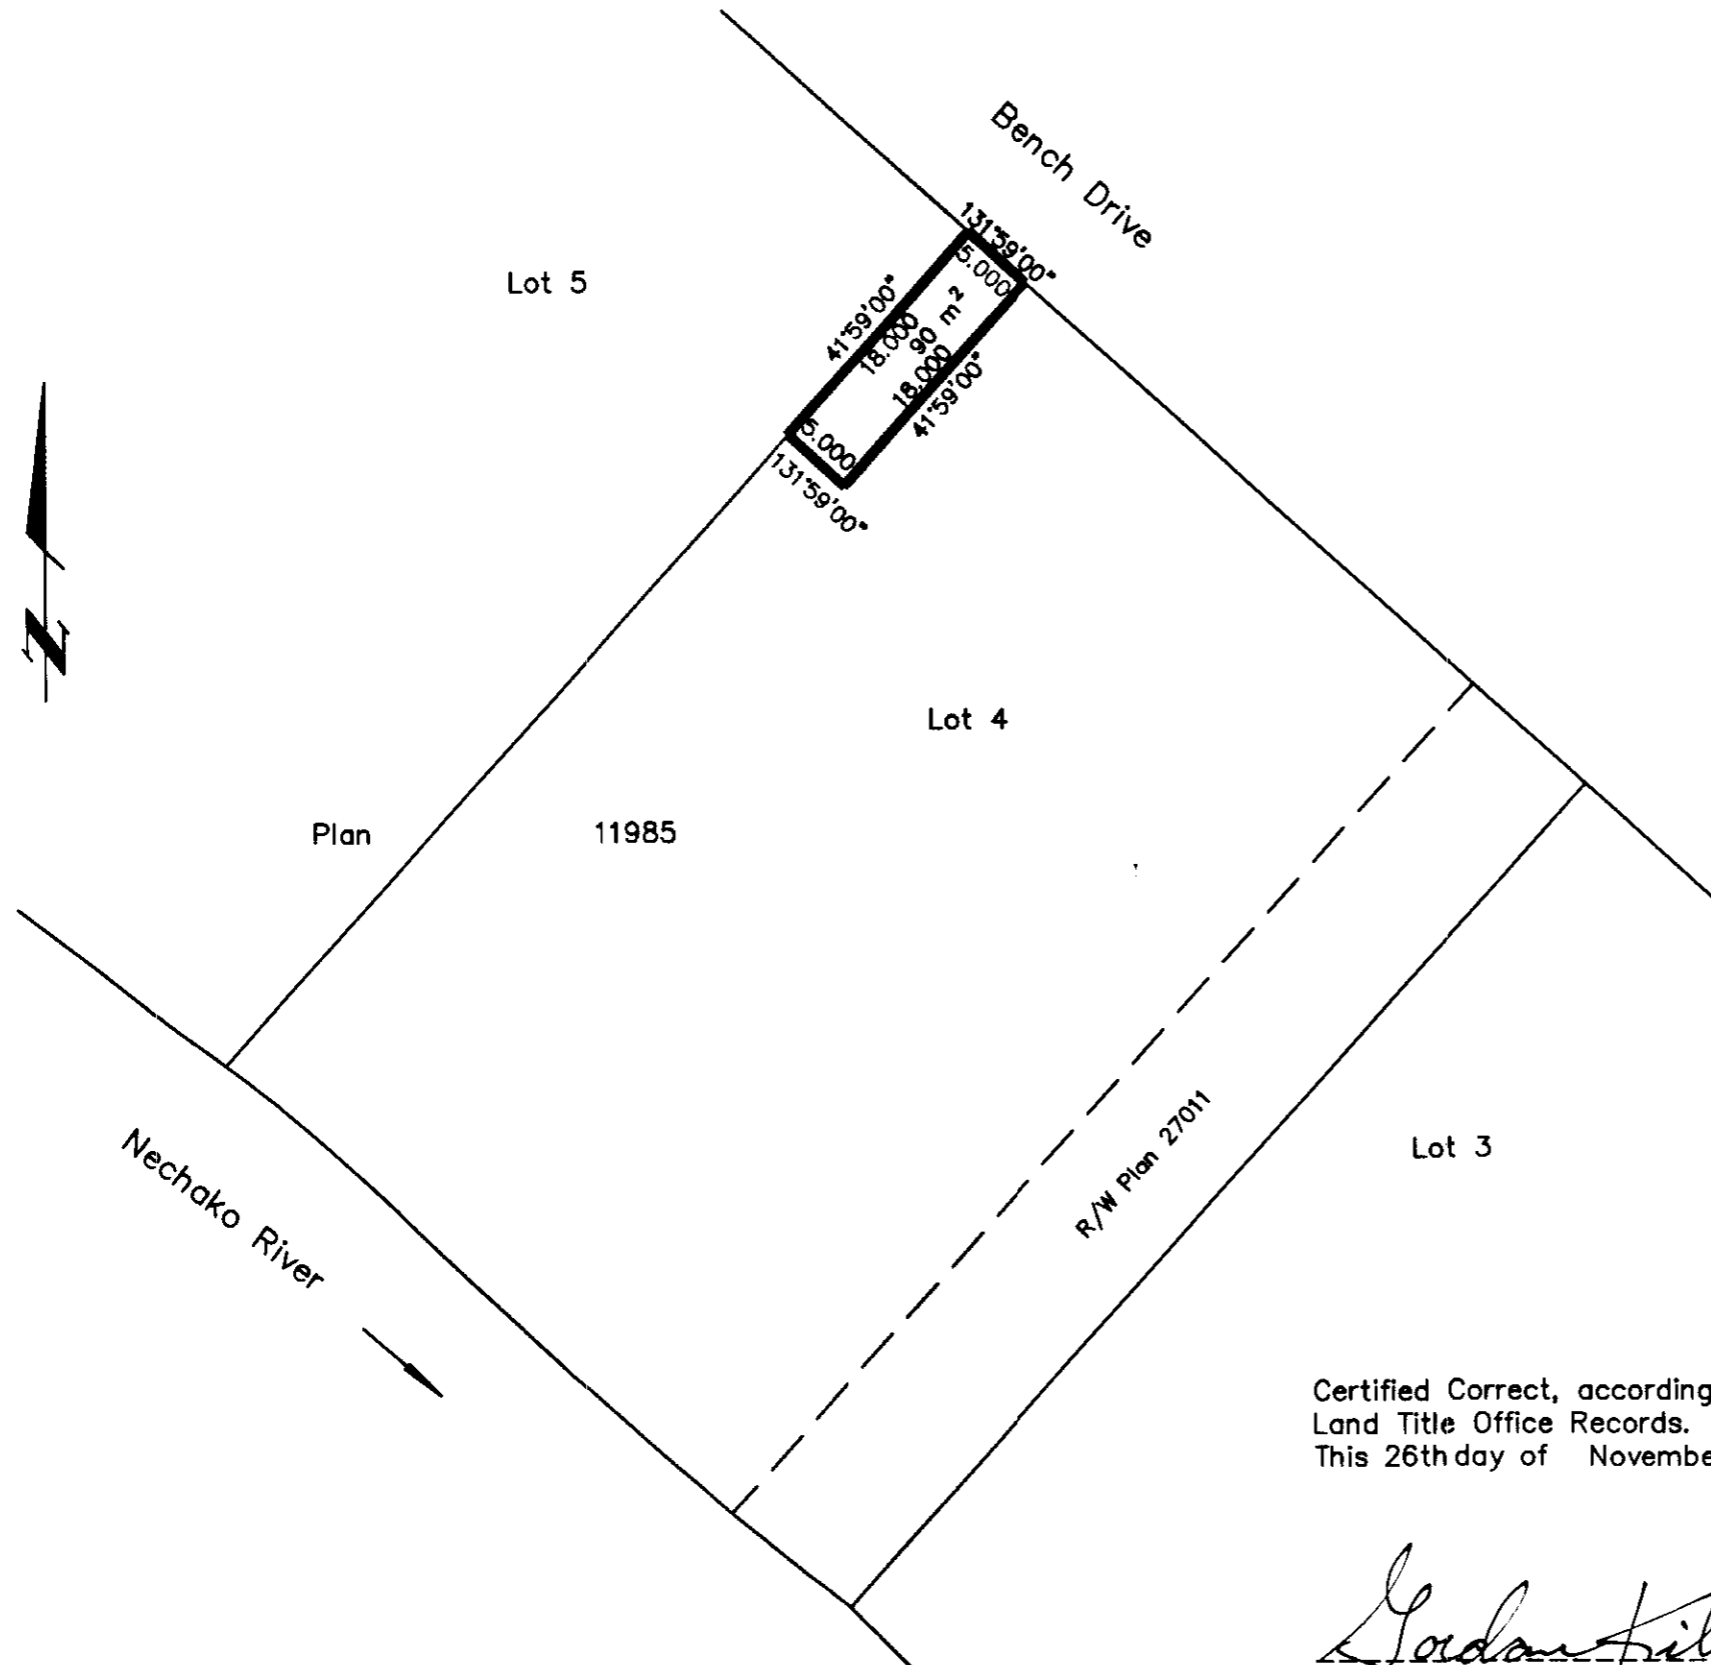 Bench Drive
131°59'00"
5.000
Lot 5
41°59'00"
18.000
90 m²
18.000
41°59'00"
5.000
131°59'00"
N
Lot 4
Plan 11985
R/W Plan 27011
Lot 3
Nechako River
Certified Correct, according
Land Title Office Records.
This 26th day of Novembe
Gordon